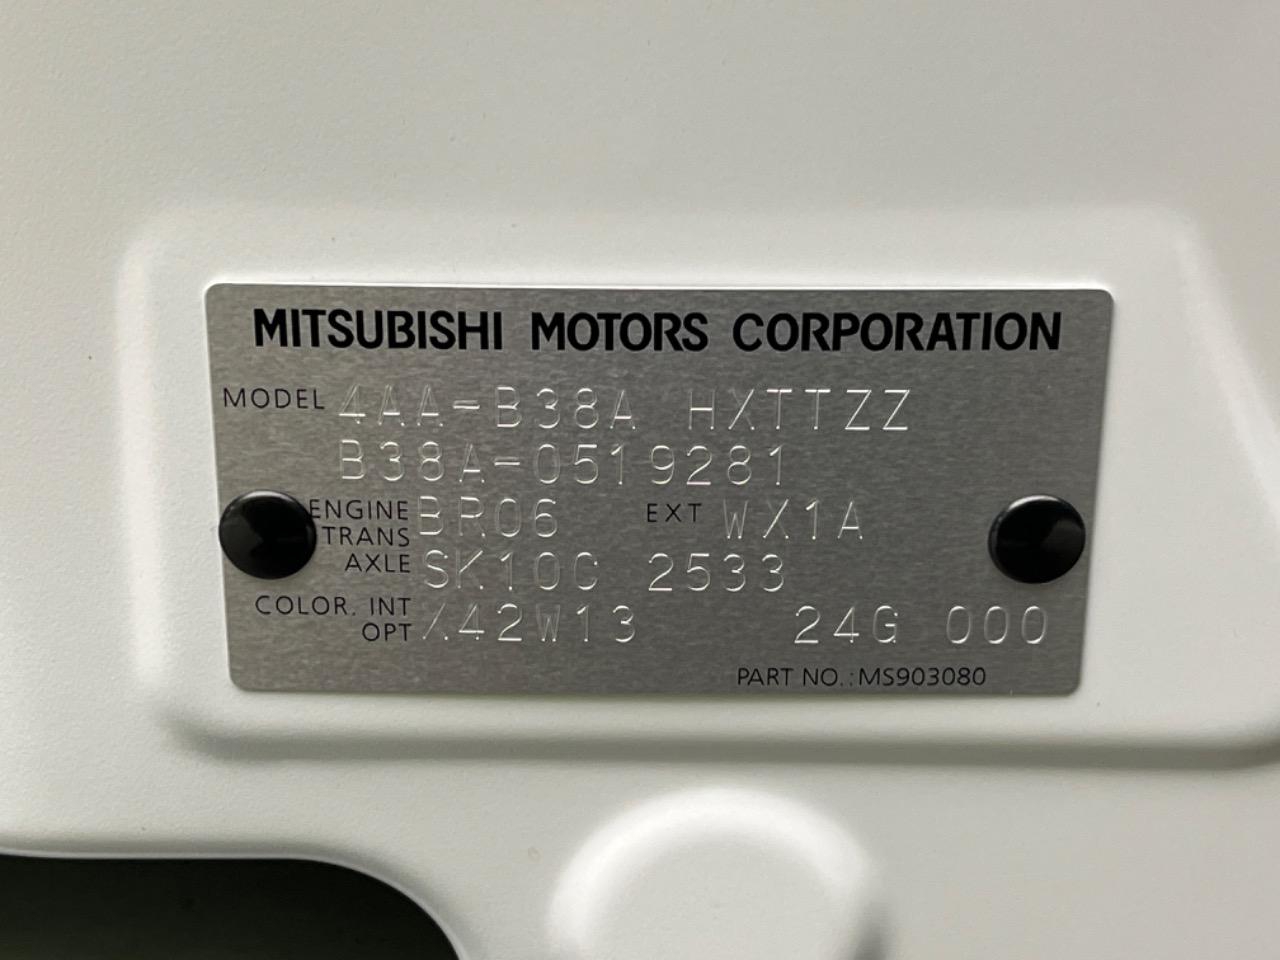 MITSUBISHI MOTORS CORPORATION
MODEL 4AA-B38A HXTTZZ
B38A-0519281
ENGINE BR06 EXT WX1A
TRANS
AXLE SK10C 2533
COLOR. INT
OPT /.42W13 24G 000
PART NO.:MS903080